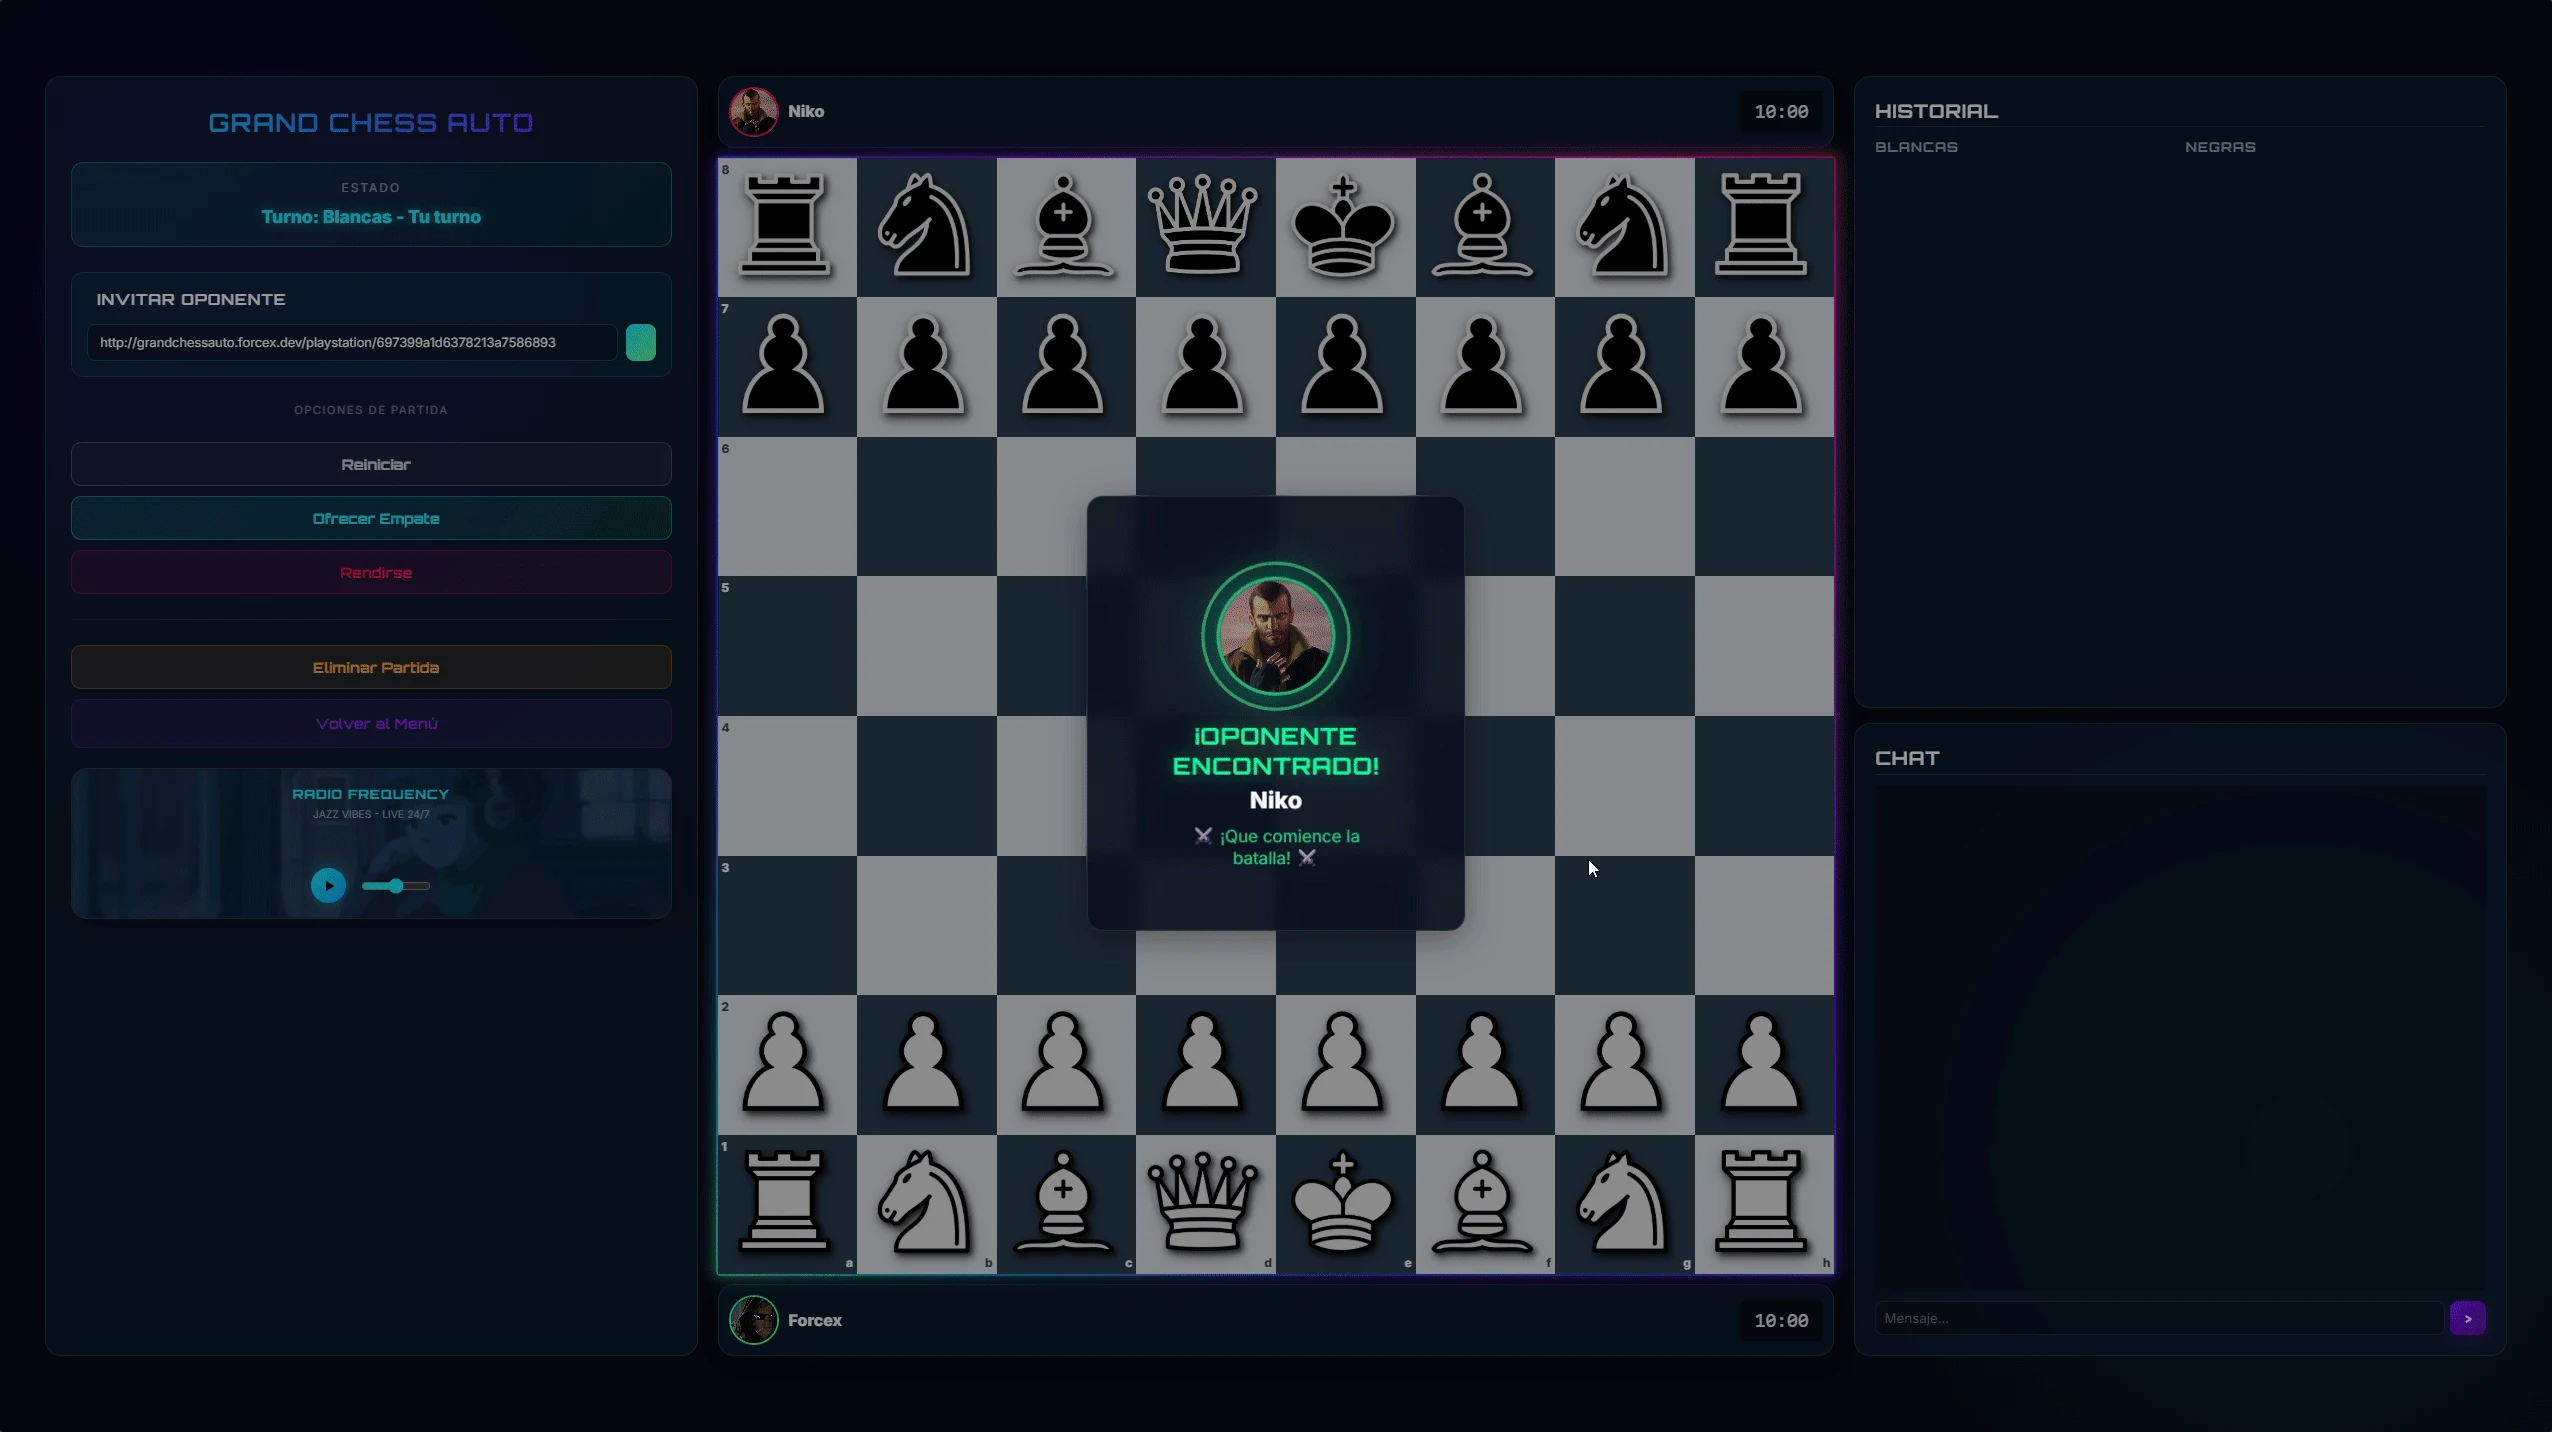 GRAND CHESS AUTO
ESTADO
Turno: Blancas - Tu turno
INVITAR OPONENTE
http://grandchessauto.forcex.dev/playstation/697399a1d6378213a7586893
OPCIONES DE PARTIDA
Reiniciar
Ofrecer Empate
Rendirse
Eliminar Partida
Volver al Menú
RADIO FREQUENCY
JAZZ VIBES - LIVE 24/7
Niko
10:00
8
7
6
5
4
3
2
1
a b c d e f g h
¡OPONENTE
ENCONTRADO!
Niko
⚔ ¡Que comience la
batalla! ⚔
Forcex
10:00
HISTORIAL
BLANCAS NEGRAS
CHAT
Mensaje...
>